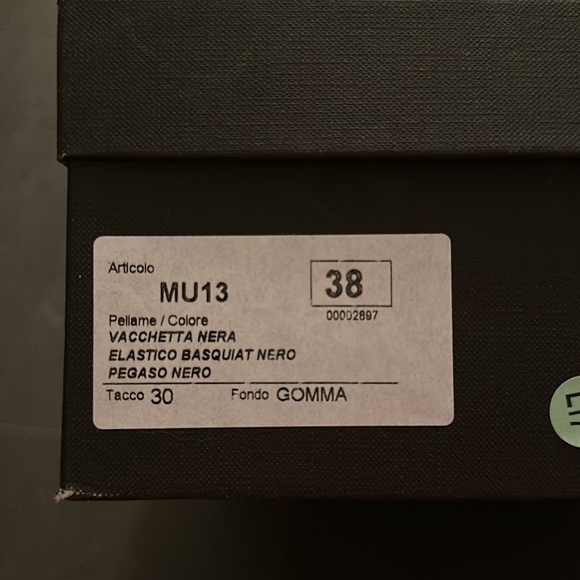 Articolo
MU13
38
00002897
Pellame / Colore
VACCHETTA NERA
ELASTICO BASQUIAT NERO
PEGASO NERO
Tacco 30 Fondo GOMMA